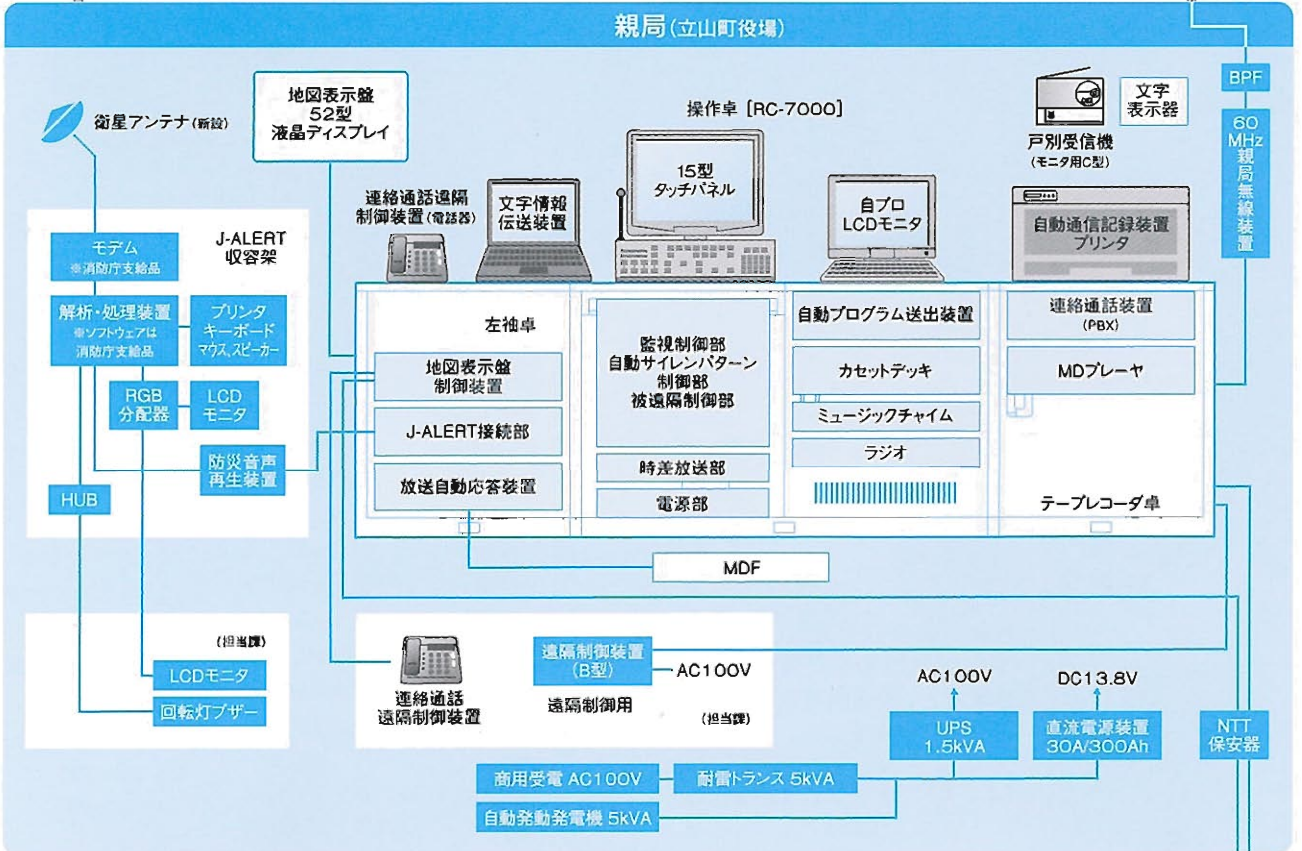 親局(立山町役場)
衛星アンテナ(新設)
地図表示盤
52型
液晶ディスプレイ
操作卓 [RC-7000]
文字
表示器
戸別受信機
(モニタ用C型)
BPF
60
MHz
親局無線装置
連絡通話遠隔
制御装置(電話器)
文字情報
伝送装置
15型
タッチパネル
自プロ
LCDモニタ
自動通信記録装置
プリンタ
J-ALERT
収容架
モデム
※消防庁支給品
解析・処理装置
※ソフトウェアは
消防庁支給品
プリンタ
キーボード
マウス、スピーカー
RGB
分配器
LCD
モニタ
防災音声
再生装置
HUB
左袖卓
地図表示盤
制御装置
J-ALERT接続部
放送自動応答装置
監視制御部
自動サイレンパターン
制御部
被遠隔制御部
時差放送部
電源部
自動プログラム送出装置
カセットデッキ
ミュージックチャイム
ラジオ
連絡通話装置
(PBX)
MDプレーヤ
テープレコーダ卓
MDF
(担当課)
LCDモニタ
回転灯ブザー
連絡通話
遠隔制御装置
遠隔制御装置
(B型)
AC100V
遠隔制御用
(担当課)
AC100V
DC13.8V
UPS
1.5kVA
直流電源装置
30A/300Ah
NTT
保安器
商用受電 AC100V
耐雷トランス 5kVA
自動発動発電機 5kVA